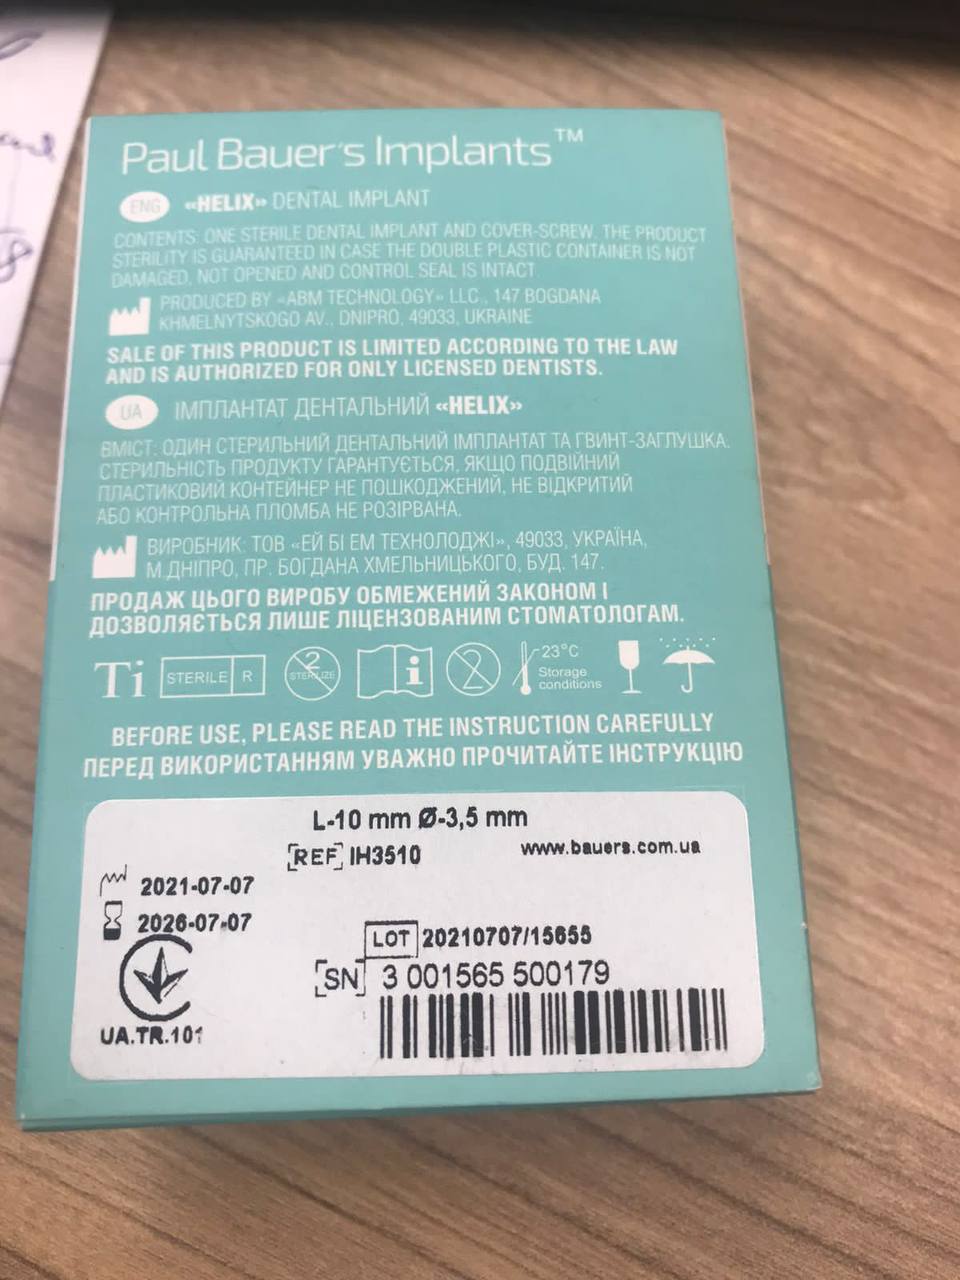 Paul Bauer's Implants™
ENG «HELIX» DENTAL IMPLANT
CONTENTS: ONE STERILE DENTAL IMPLANT AND COVER-SCREW. THE PRODUCT
STERILITY IS GUARANTEED IN CASE THE DOUBLE PLASTIC CONTAINER IS NOT
DAMAGED, NOT OPENED AND CONTROL SEAL IS INTACT
PRODUCED BY «ABM TECHNOLOGY» LLC., 147 BOGDANA
KHMELNYTSKOGO AV., DNIPRO, 49033, UKRAINE
SALE OF THIS PRODUCT IS LIMITED ACCORDING TO THE LAW
AND IS AUTHORIZED FOR ONLY LICENSED DENTISTS.
UA ІМПЛАНТАТ ДЕНТАЛЬНИЙ «HELIX»
ВМІСТ: ОДИН СТЕРИЛЬНИЙ ДЕНТАЛЬНИЙ ІМПЛАНТАТ ТА ГВИНТ-ЗАГЛУШКА.
СТЕРИЛЬНІСТЬ ПРОДУКТУ ГАРАНТУЄТЬСЯ, ЯКЩО ПОДВІЙНИЙ
ПЛАСТИКОВИЙ КОНТЕЙНЕР НЕ ПОШКОДЖЕНИЙ, НЕ ВІДКРИТИЙ
АБО КОНТРОЛЬНА ПЛОМБА НЕ РОЗІРВАНА.
ВИРОБНИК: ТОВ «ЕЙ БІ ЕМ ТЕХНОЛОДЖІ», 49033, УКРАЇНА,
М.ДНІПРО, ПР. БОГДАНА ХМЕЛЬНИЦЬКОГО, БУД. 147.
ПРОДАЖ ЦЬОГО ВИРОБУ ОБМЕЖЕНИЙ ЗАКОНОМ І
ДОЗВОЛЯЄТЬСЯ ЛИШЕ ЛІЦЕНЗОВАНИМ СТОМАТОЛОГАМ.
Ti STERILE R 2 STERILIZE i 2 23°C
Storage
conditions
BEFORE USE, PLEASE READ THE INSTRUCTION CAREFULLY
ПЕРЕД ВИКОРИСТАННЯМ УВАЖНО ПРОЧИТАЙТЕ ІНСТРУКЦІЮ
L-10 mm Ø-3,5 mm
REF IH3510 www.bauers.com.ua
2021-07-07
2026-07-07
LOT 20210707/15655
SN 3 001565 500179
UA.TR.101